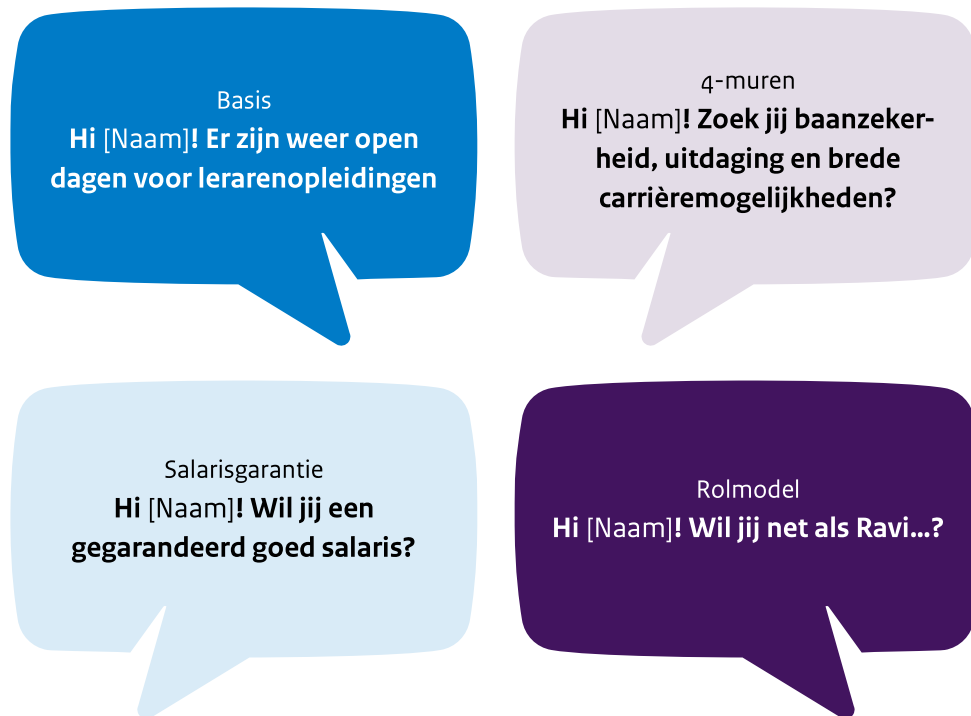 Basis
Hi [Naam]! Er zijn weer open
dagen voor lerarenopleidingen
4-muren
Hi [Naam]! Zoek jij baanzeker-
heid, uitdaging en brede
carrièremogelijkheden?
Salarisgarantie
Hi [Naam]! Wil jij een
gegarandeerd goed salaris?
Rolmodel
Hi [Naam]! Wil jij net als Ravi...?